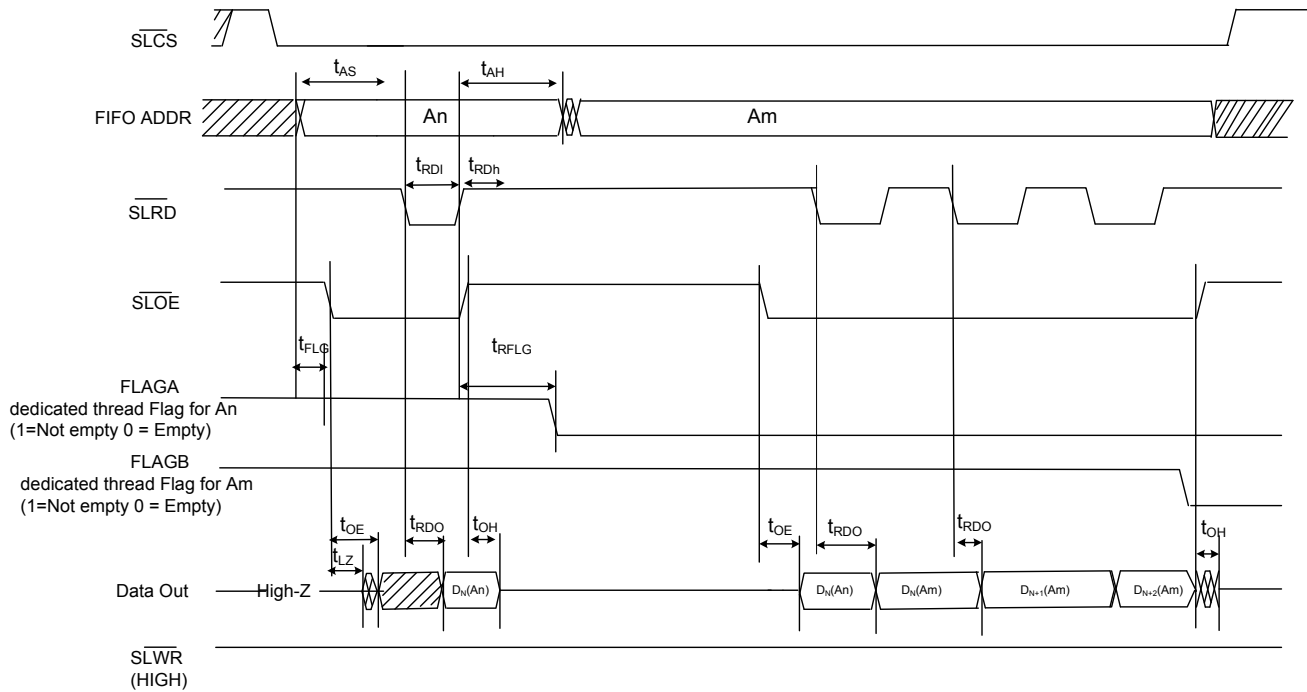 SLCS
tAS
tAH
FIFO ADDR
An
Am
tRDl
tRDh
SLRD
SLOE
tFLG
tRFLG
FLAGA
dedicated thread Flag for An
(1=Not empty 0 = Empty)
FLAGB
dedicated thread Flag for Am
(1=Not empty 0 = Empty)
tOE
tRDO
tOH
tOE
tRDO
tRDO
tOH
tLZ
Data Out
High-Z
DN(An)
DN(An)
DN(Am)
DN+1(Am)
DN+2(Am)
SLWR
(HIGH)